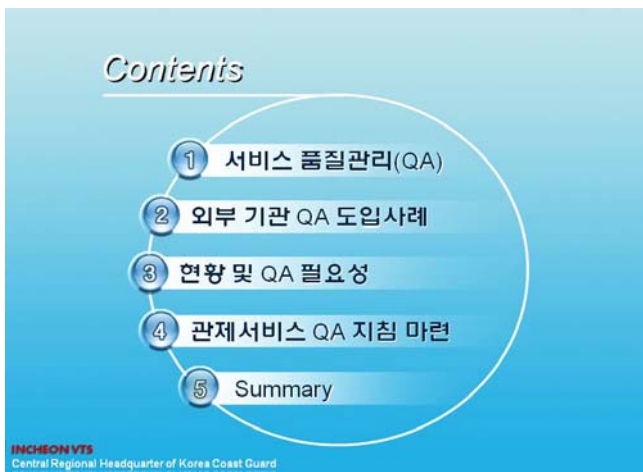 Contents
1 서비스 품질관리(QA)
2 외부 기관 QA 도입사례
3 현황 및 QA 필요성
4 관제서비스 QA 지침 마련
5 Summary
INCHEON VTS
Central Regional Headquarter of Korea Coast Guard